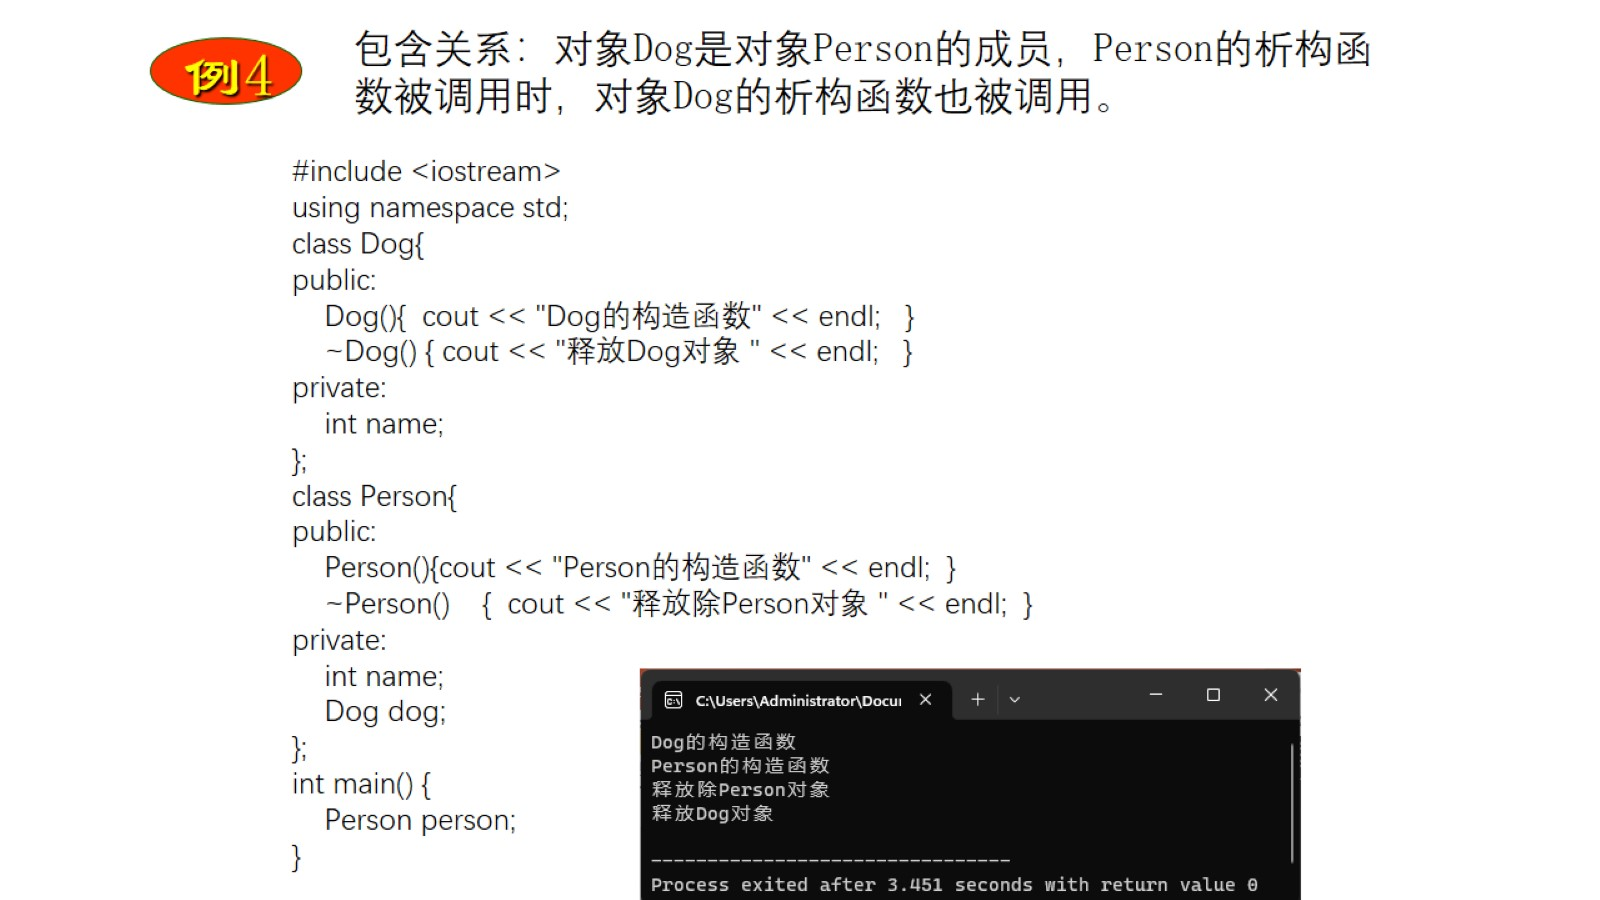 例4
包含关系：对象Dog是对象Person的成员，Person的析构函
数被调用时，对象Dog的析构函数也被调用。
#include <iostream>
using namespace std;
class Dog{
public:
    Dog(){  cout << "Dog的构造函数" << endl;   }
    ~Dog() { cout << "释放Dog对象 " << endl;   }
private:
    int name;
};
class Person{
public:
    Person(){cout << "Person的构造函数" << endl;  }
    ~Person()    {  cout << "释放除Person对象 " << endl;  }
private:
    int name;
    Dog dog;
};
int main() {
    Person person;
}
C:\Users\Administrator\Docu
Dog的构造函数
Person的构造函数
释放除Person对象
释放Dog对象
--------------------------------
Process exited after 3.451 seconds with return value 0